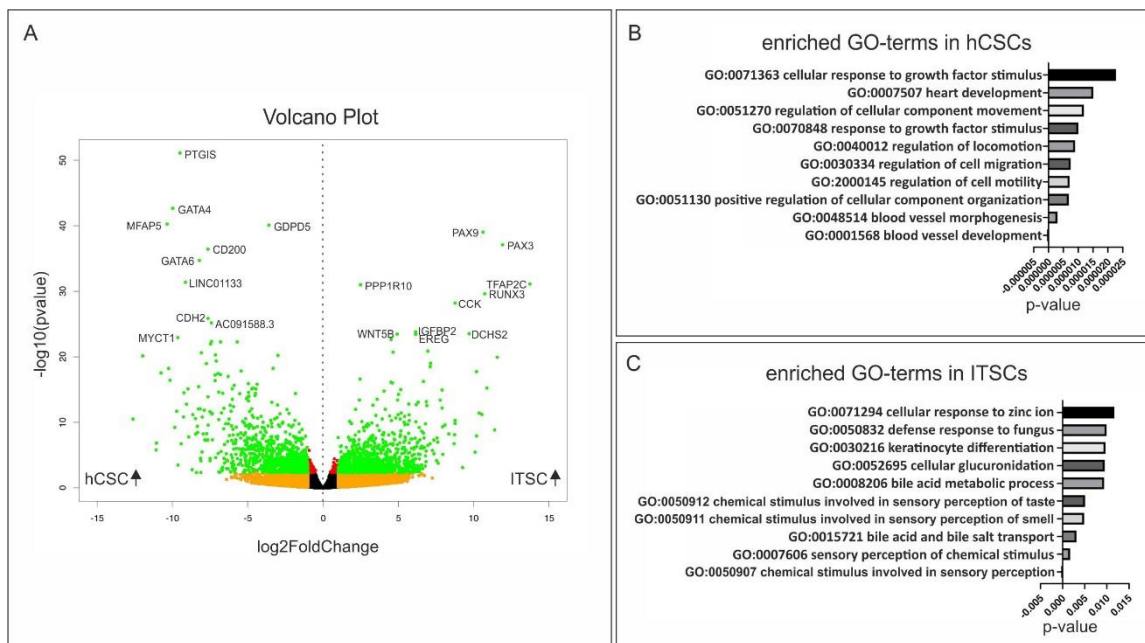 A
Volcano Plot
-log10(pvalue)
50
40
30
20
10
0
PTGIS
GATA4
MFAP5
GDPD5
PAX9
PAX3
CD200
GATA6
LINC01133
PPP1R10
TFAP2C
RUNX3
CCK
CDH2
AC091588.3
MYCT1
WNT5B
IGFBP2
EREG
DCHS2
hCSC
ITSC
-15 -10 -5 0 5 10 15
log2FoldChange
B
enriched GO-terms in hCSCs
GO:0071363 cellular response to growth factor stimulus
GO:0007507 heart development
GO:0051270 regulation of cellular component movement
GO:0070848 response to growth factor stimulus
GO:0040012 regulation of locomotion
GO:0030334 regulation of cell migration
GO:2000145 regulation of cell motility
GO:0051130 positive regulation of cellular component organization
GO:0048514 blood vessel morphogenesis
GO:0001568 blood vessel development
-0.000005
0.000000
0.000005
0.000010
0.000015
0.000020
0.000025
p-value
C
enriched GO-terms in ITSCs
GO:0071294 cellular response to zinc ion
GO:0050832 defense response to fungus
GO:0030216 keratinocyte differentiation
GO:0052695 cellular glucuronidation
GO:0008206 bile acid metabolic process
GO:0050912 chemical stimulus involved in sensory perception of taste
GO:0050911 chemical stimulus involved in sensory perception of smell
GO:0015721 bile acid and bile salt transport
GO:0007606 sensory perception of chemical stimulus
GO:0050907 chemical stimulus involved in sensory perception
-0.005
0.000
0.005
0.010
0.015
p-value